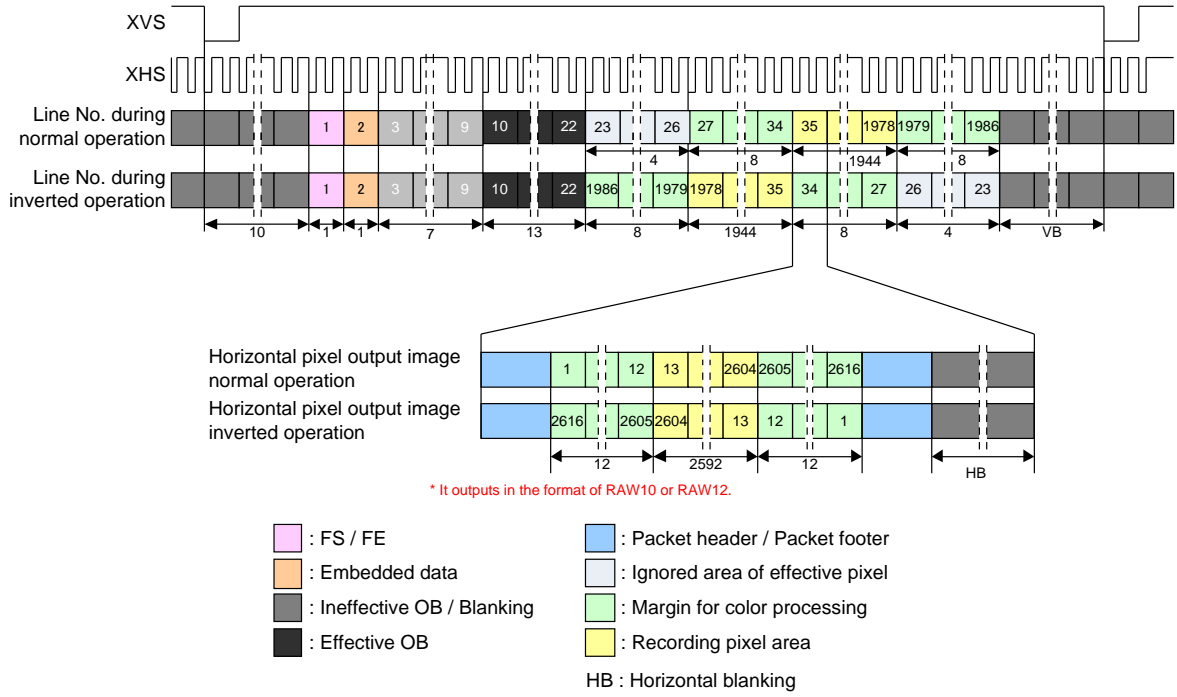 XVS
XHS
Line No. during
normal operation
1 2 3 9 10 22 23 26 27 34 35 1978 1979 1986
4 8 1944 8
Line No. during
inverted operation
1 2 3 9 10 22 1986 1979 1978 35 34 27 26 23
10 1 1 7 13 8 1944 8 4 VB
Horizontal pixel output image
normal operation
1 12 13 2604 2605 2616
Horizontal pixel output image
inverted operation
2616 2605 2604 13 12 1
12 2592 12 HB
* It outputs in the format of RAW10 or RAW12.
: FS / FE
: Embedded data
: Ineffective OB / Blanking
: Effective OB
: Packet header / Packet footer
: Ignored area of effective pixel
: Margin for color processing
: Recording pixel area
HB : Horizontal blanking